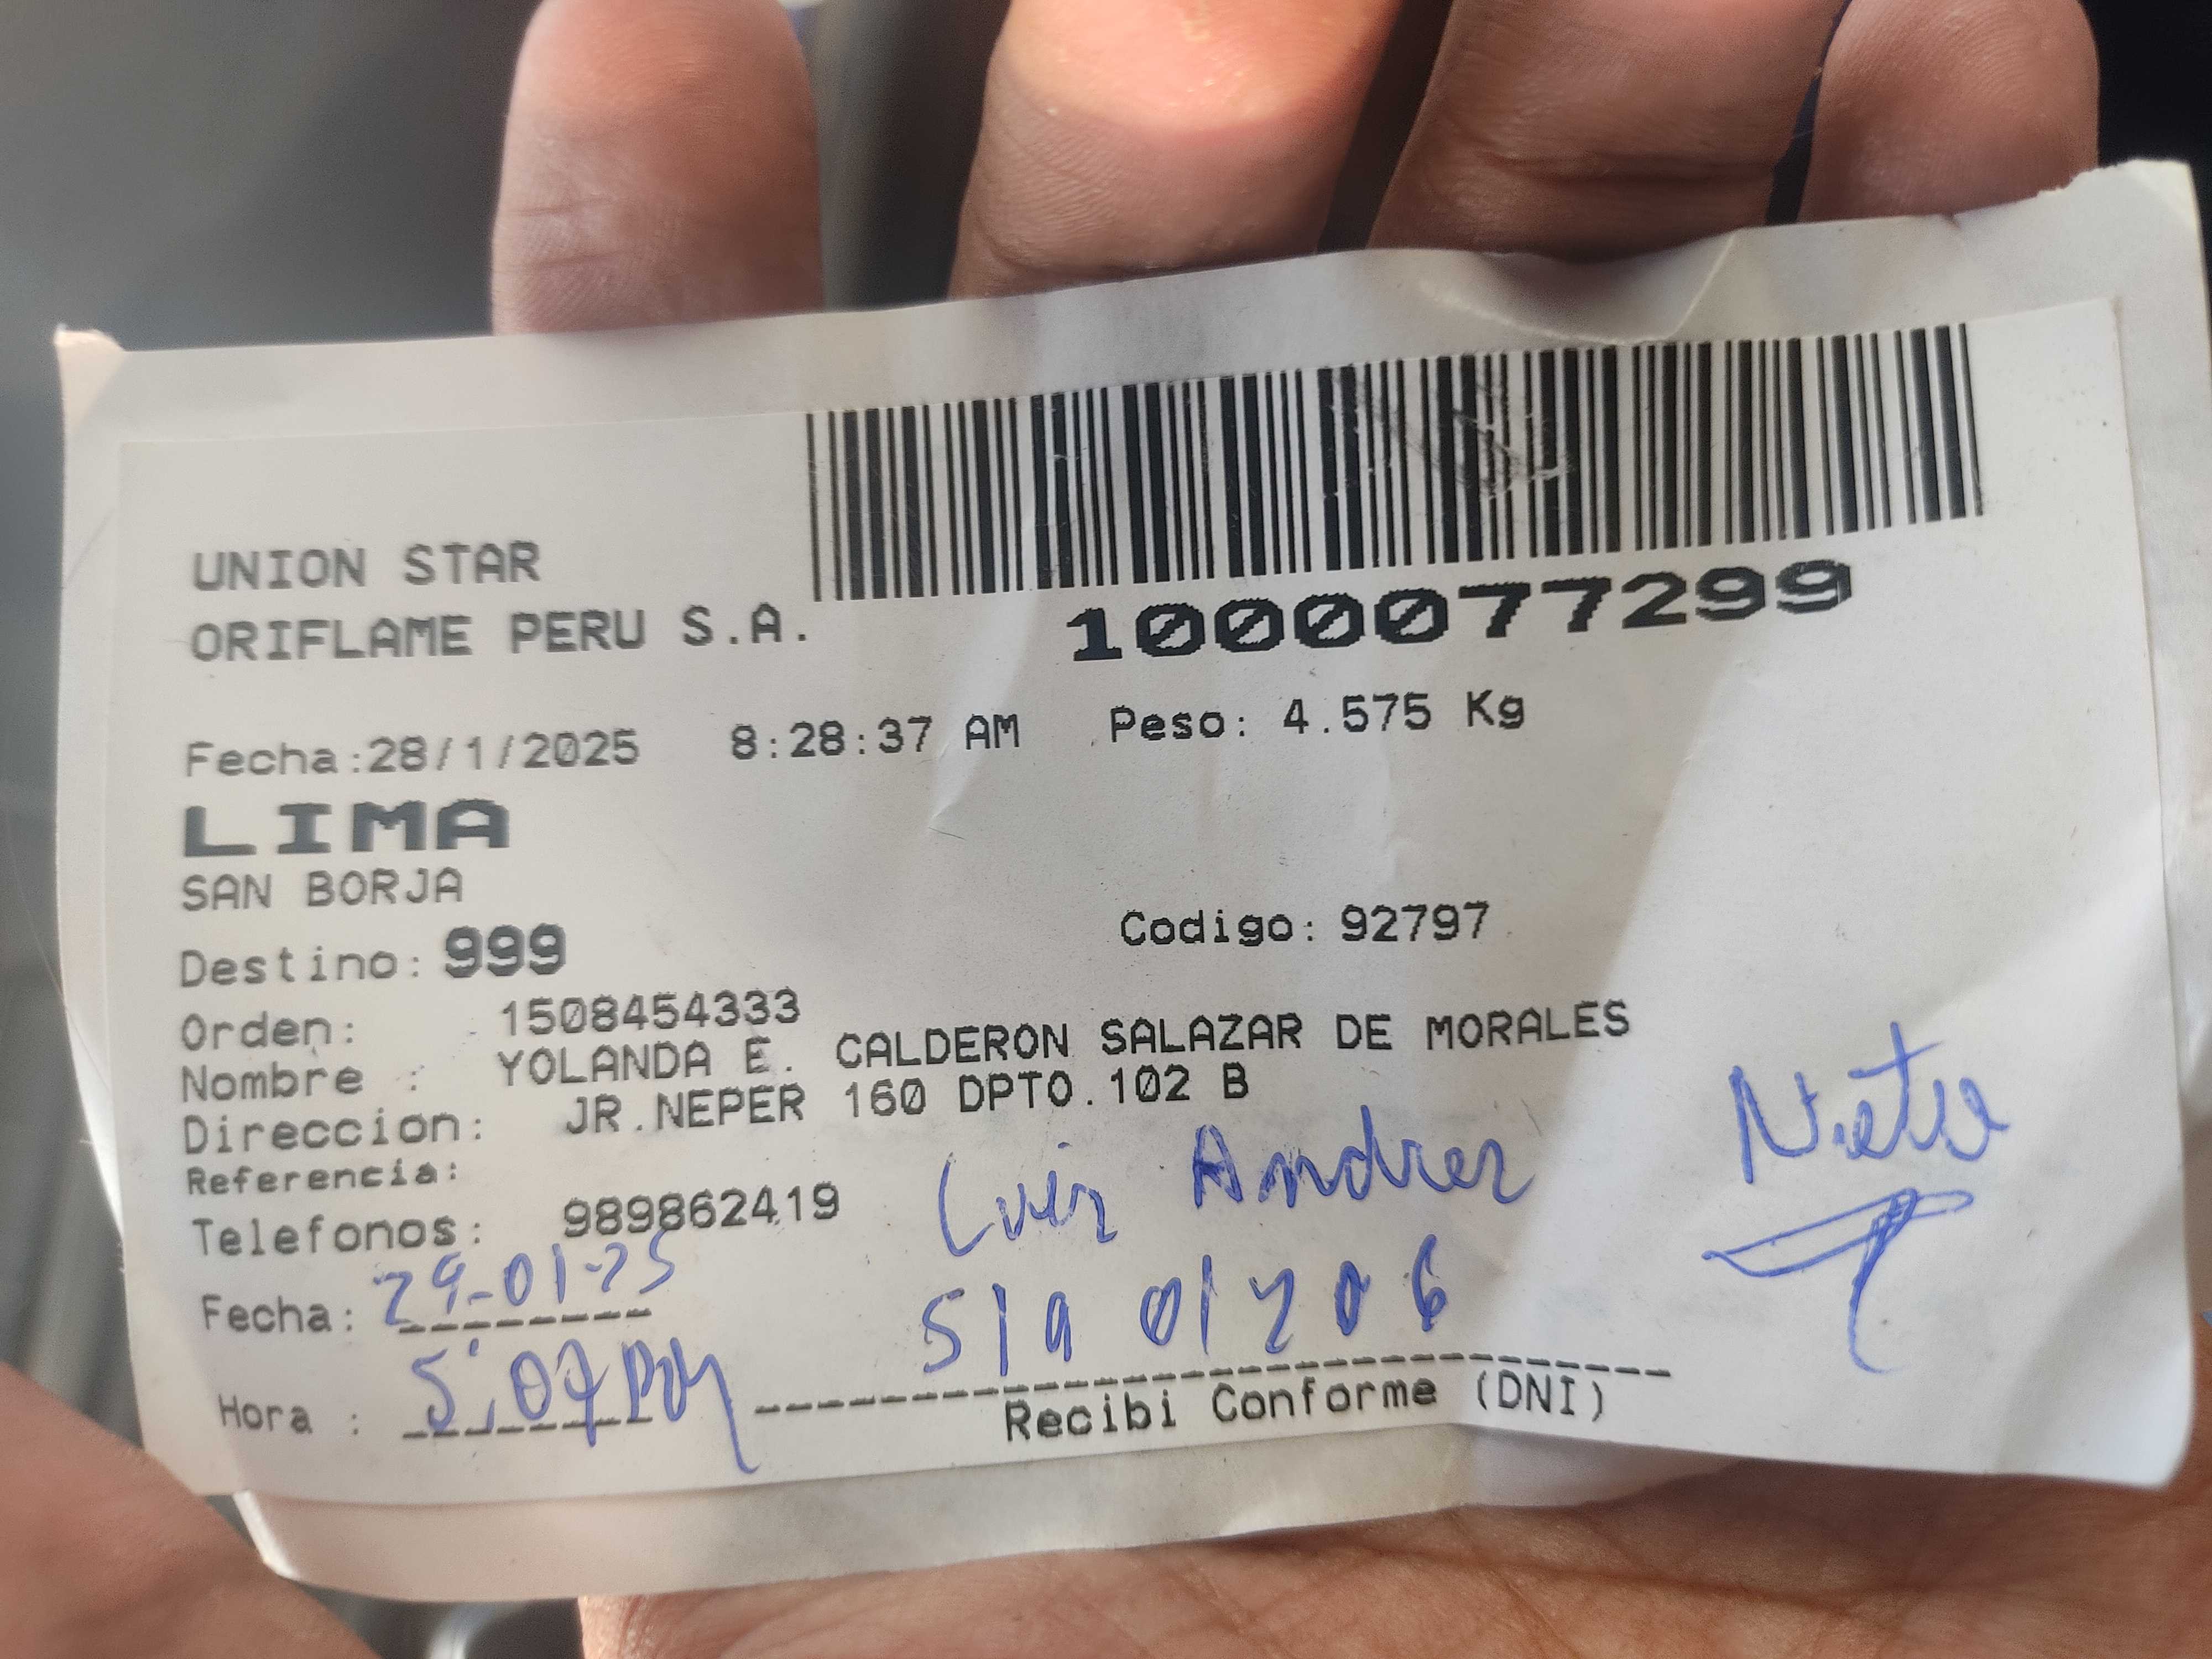 UNION STAR
ORIFLAME PERU S.A.
1000077299
Fecha:28/1/2025 8:28:37 AM Peso: 4.575 Kg
LIMA
SAN BORJA
Destino: 999 Codigo: 92797
Orden: 1508454333
Nombre : YOLANDA E. CALDERON SALAZAR DE MORALES
Direccion: JR.NEPER 160 DPTO.102 B
Referencia:
Telefonos: 989862419
Luis Andres
Fecha: 29-01-25
Hora : 5:07 PM
Recibi Conforme (DNI)